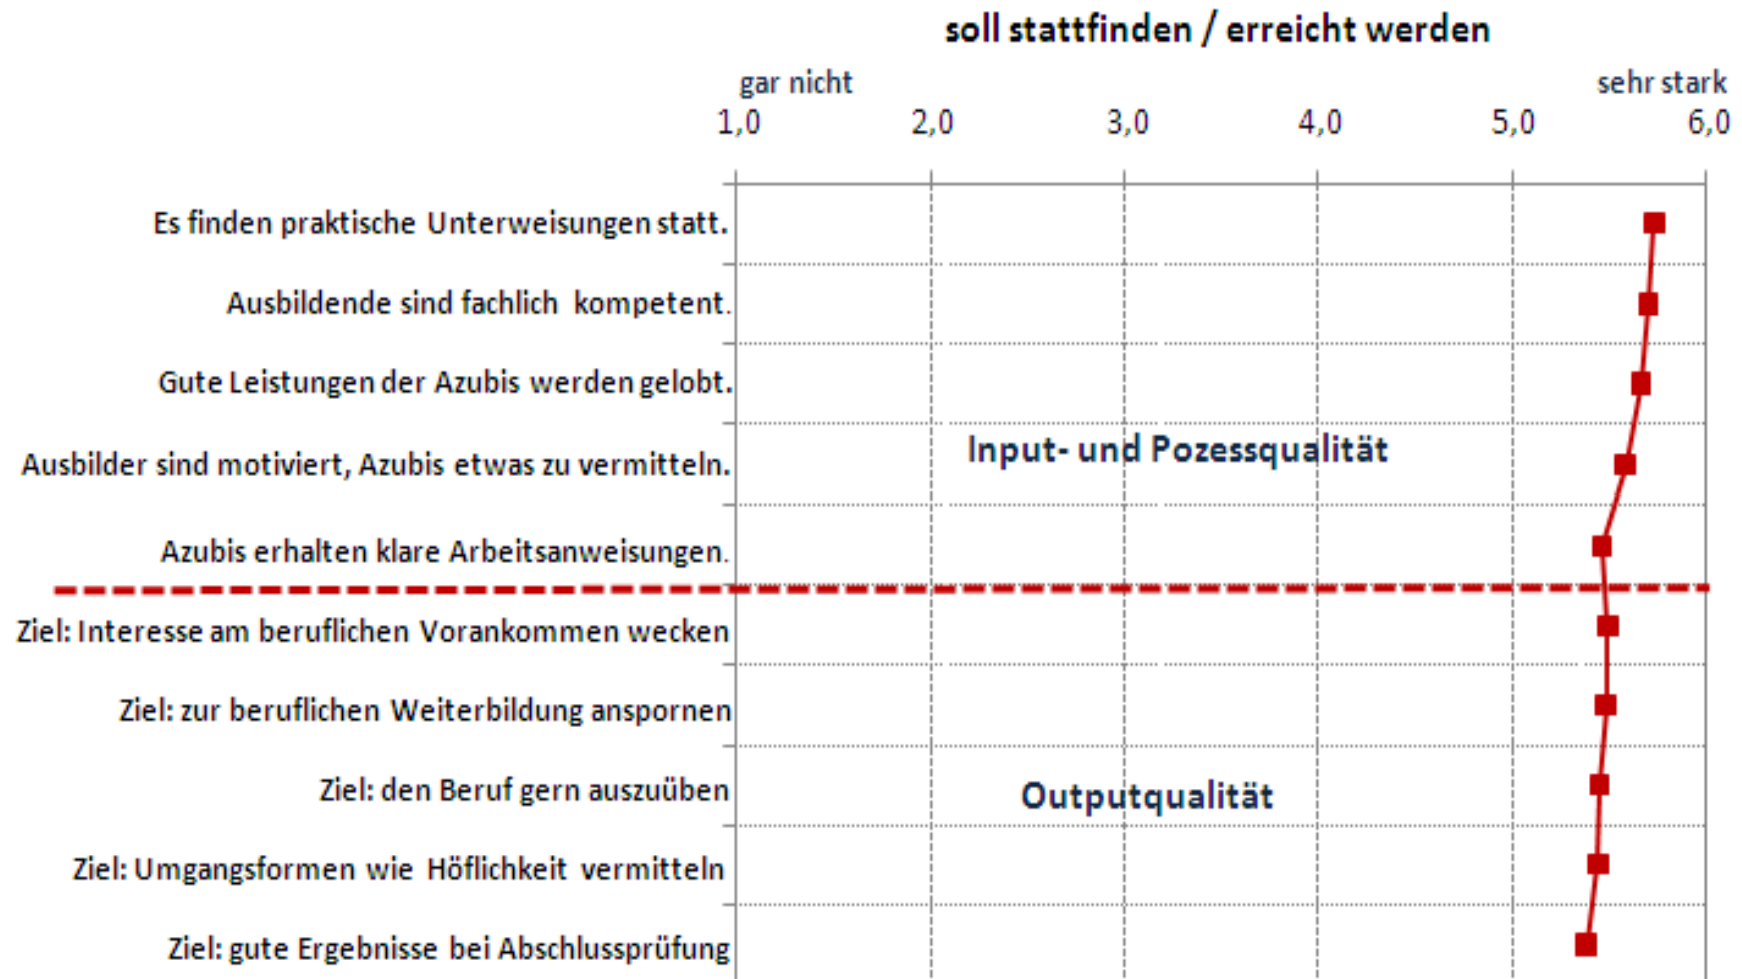 soll stattfinden / erreicht werden
gar nicht sehr stark
1,0 2,0 3,0 4,0 5,0 6,0
Es finden praktische Unterweisungen statt.
Ausbildende sind fachlich kompetent.
Gute Leistungen der Azubis werden gelobt.
Input- und Pozessqualität
Ausbilder sind motiviert, Azubis etwas zu vermitteln.
Azubis erhalten klare Arbeitsanweisungen.
Ziel: Interesse am beruflichen Vorankommen wecken
Ziel: zur beruflichen Weiterbildung anspornen
Ziel: den Beruf gern auszuüben
Outputqualität
Ziel: Umgangsformen wie Höflichkeit vermitteln
Ziel: gute Ergebnisse bei Abschlussprüfung